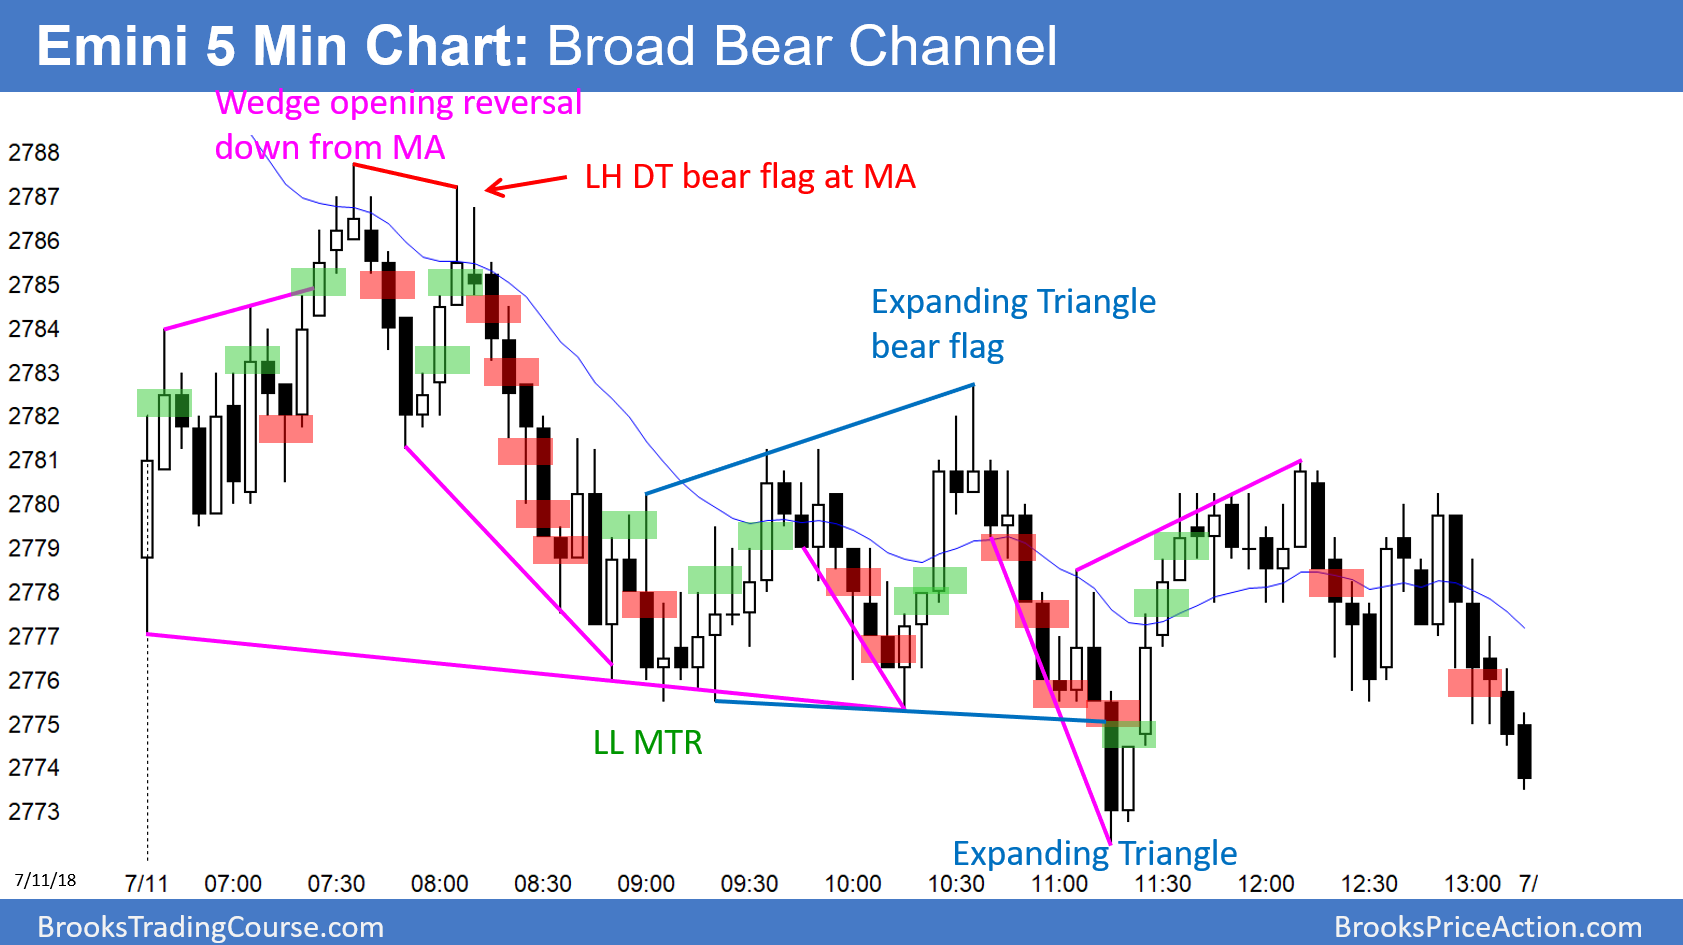 Emini 5 Min Chart: Broad Bear Channel
Wedge opening reversal
down from MA
LH DT bear flag at MA
Expanding Triangle
bear flag
LL MTR
Expanding Triangle
2788
2787
2786
2785
2784
2783
2782
2781
2780
2779
2778
2777
2776
2775
2774
2773
7/11/18
7/11 07:00 07:30 08:00 08:30 09:00 09:30 10:00 10:30 11:00 11:30 12:00 12:30 13:00 7/
BrooksTradingCourse.com
BrooksPriceAction.com